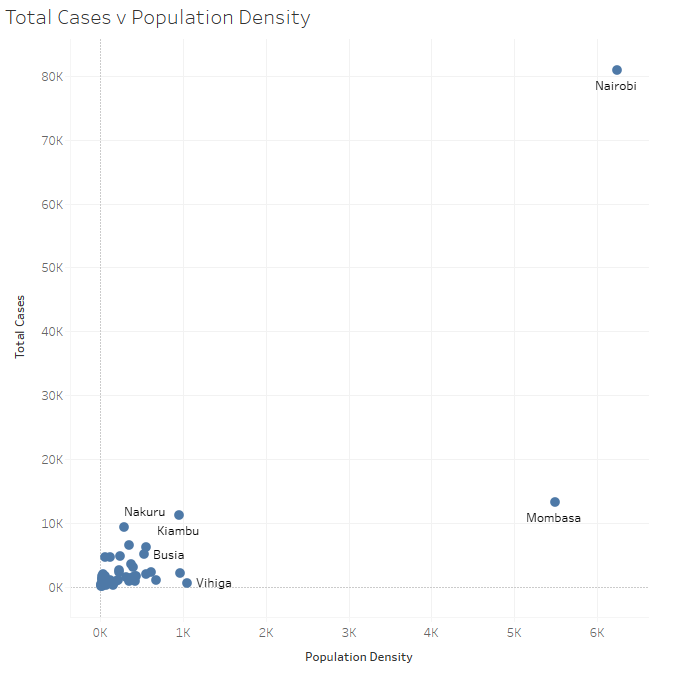 Total Cases v Population Density
80K
Nairobi
70K
60K
50K
40K
30K
20K
10K
0K
Total Cases
Nakuru
Kiambu
Mombasa
Busia
Vihiga
0K
1K
2K
3K
4K
5K
6K
Population Density